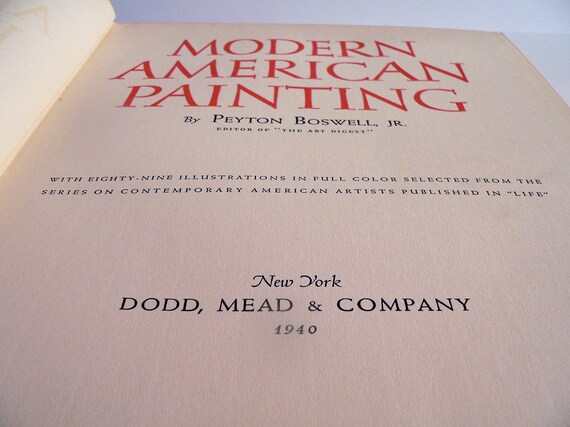 MODERN
AMERICAN
PAINTING
By PEYTON BOSWELL, JR.
EDITOR OF "THE ART DIGEST"
WITH EIGHTY-NINE ILLUSTRATIONS IN FULL COLOR SELECTED FROM THE
SERIES ON CONTEMPORARY AMERICAN ARTISTS PUBLISHED IN "LIFE"
New York
DODD, MEAD & COMPANY
1940